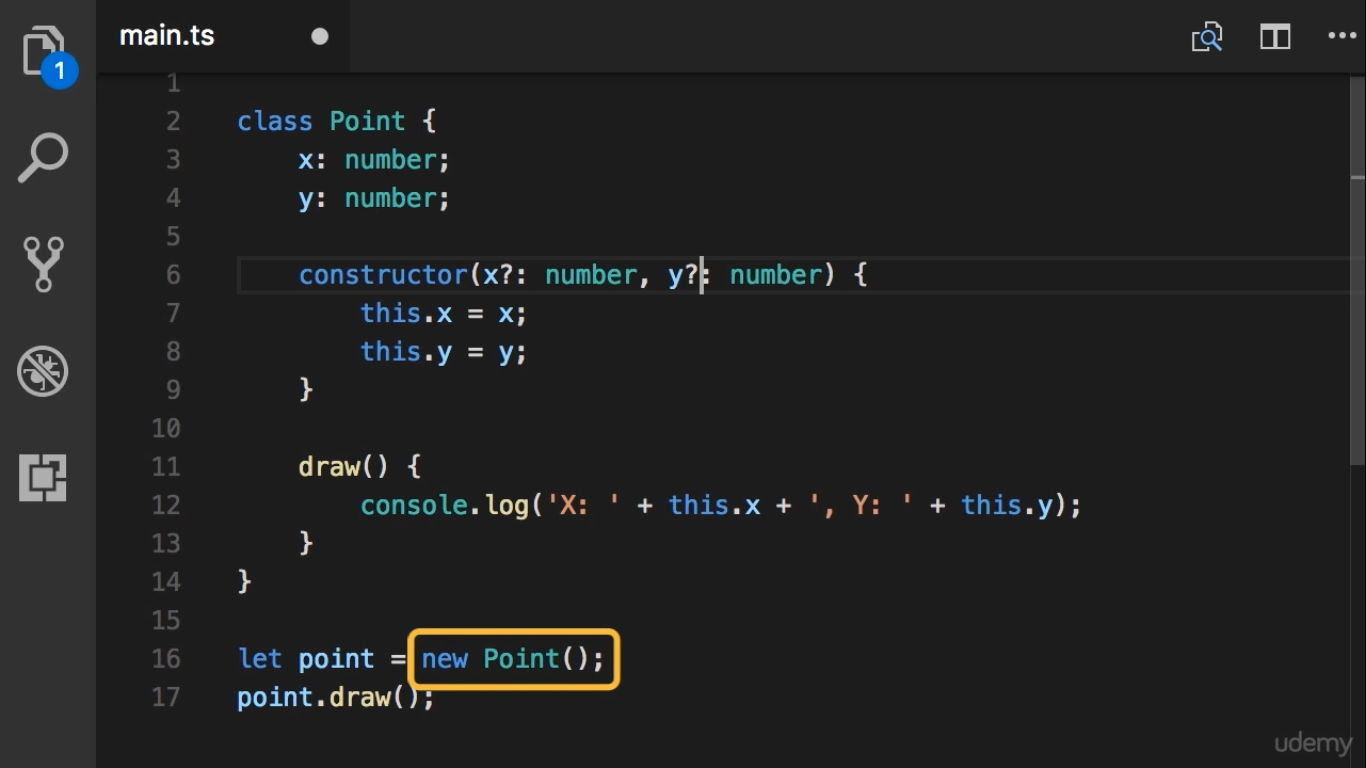 main.ts
1
1
2 class Point {
3     x: number;
4     y: number;
5
6     constructor(x?: number, y?: number) {
7         this.x = x;
8         this.y = y;
9     }
10
11     draw() {
12         console.log('X: ' + this.x + ', Y: ' + this.y);
13     }
14 }
15
16 let point = new Point();
17 point.draw();
udemy